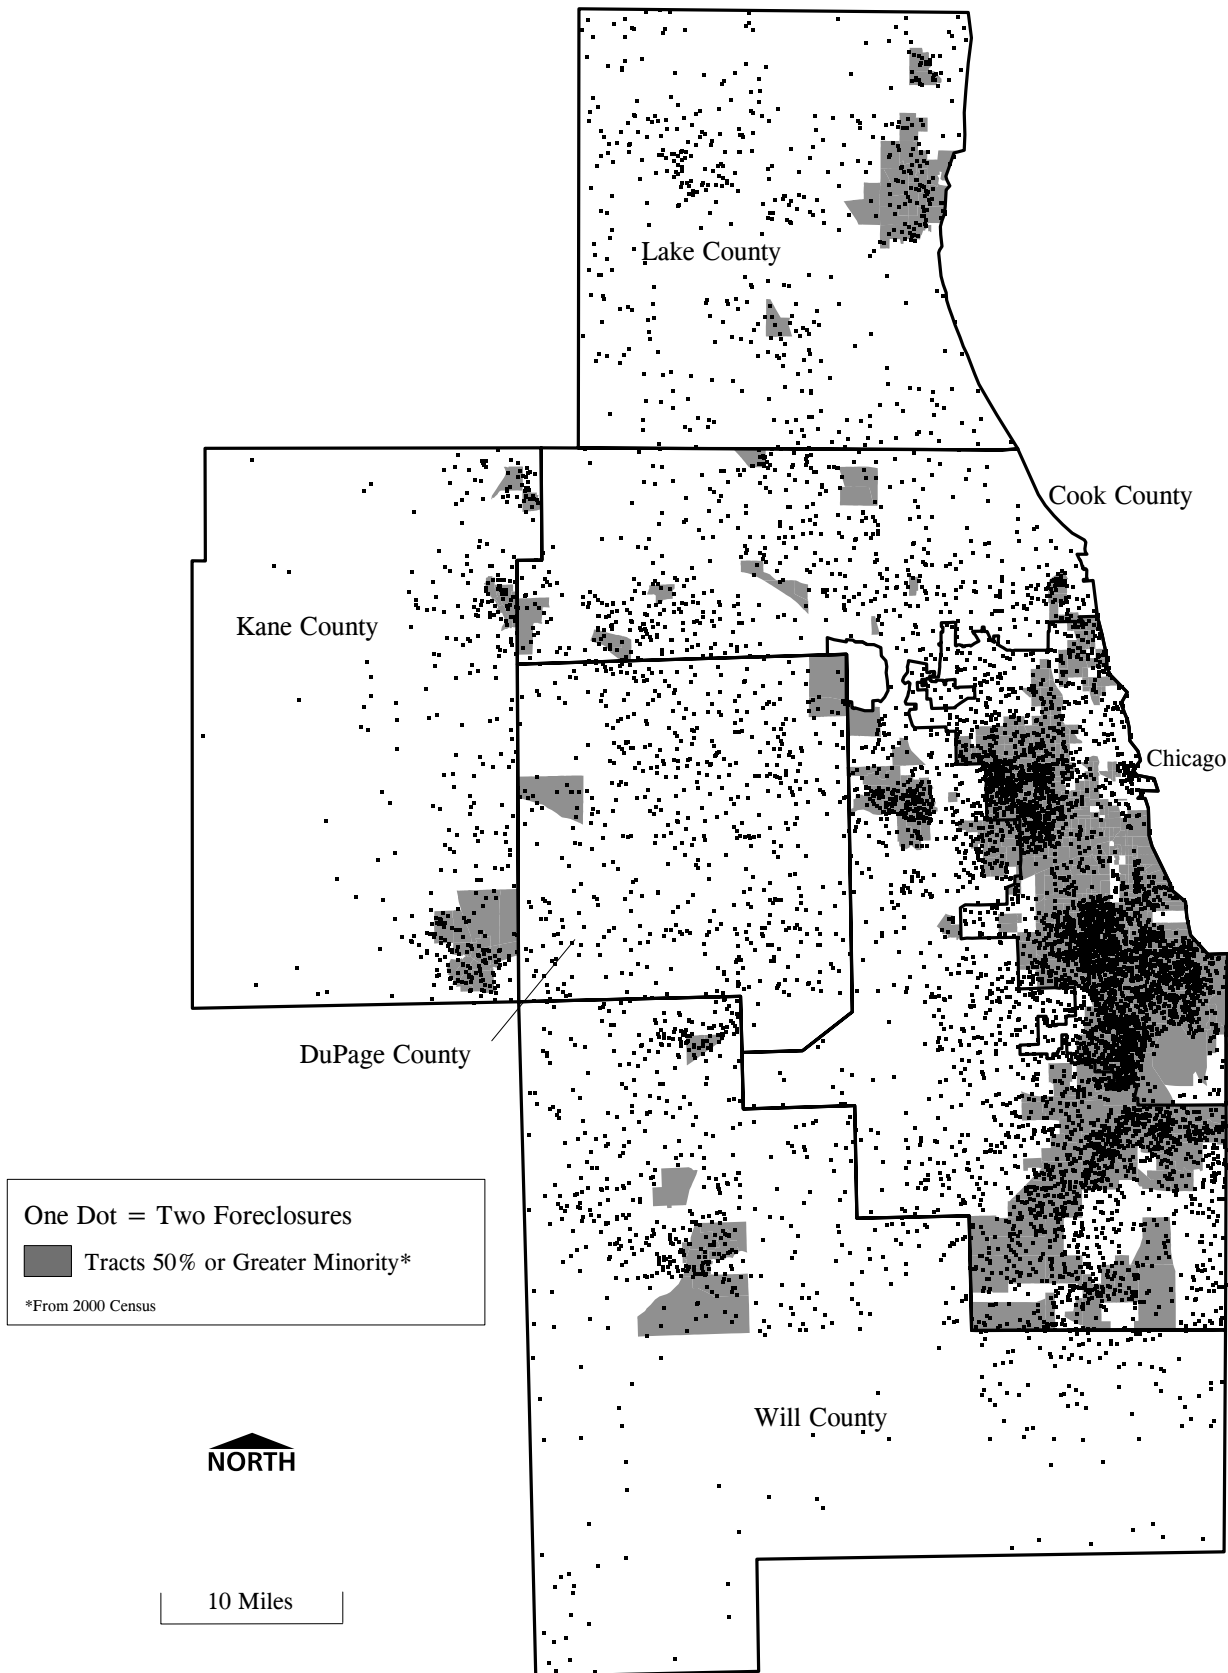 Lake County
Cook County
Kane County
Chicago
DuPage County
One Dot = Two Foreclosures
Tracts 50% or Greater Minority*
*From 2000 Census
Will County
NORTH
10 Miles